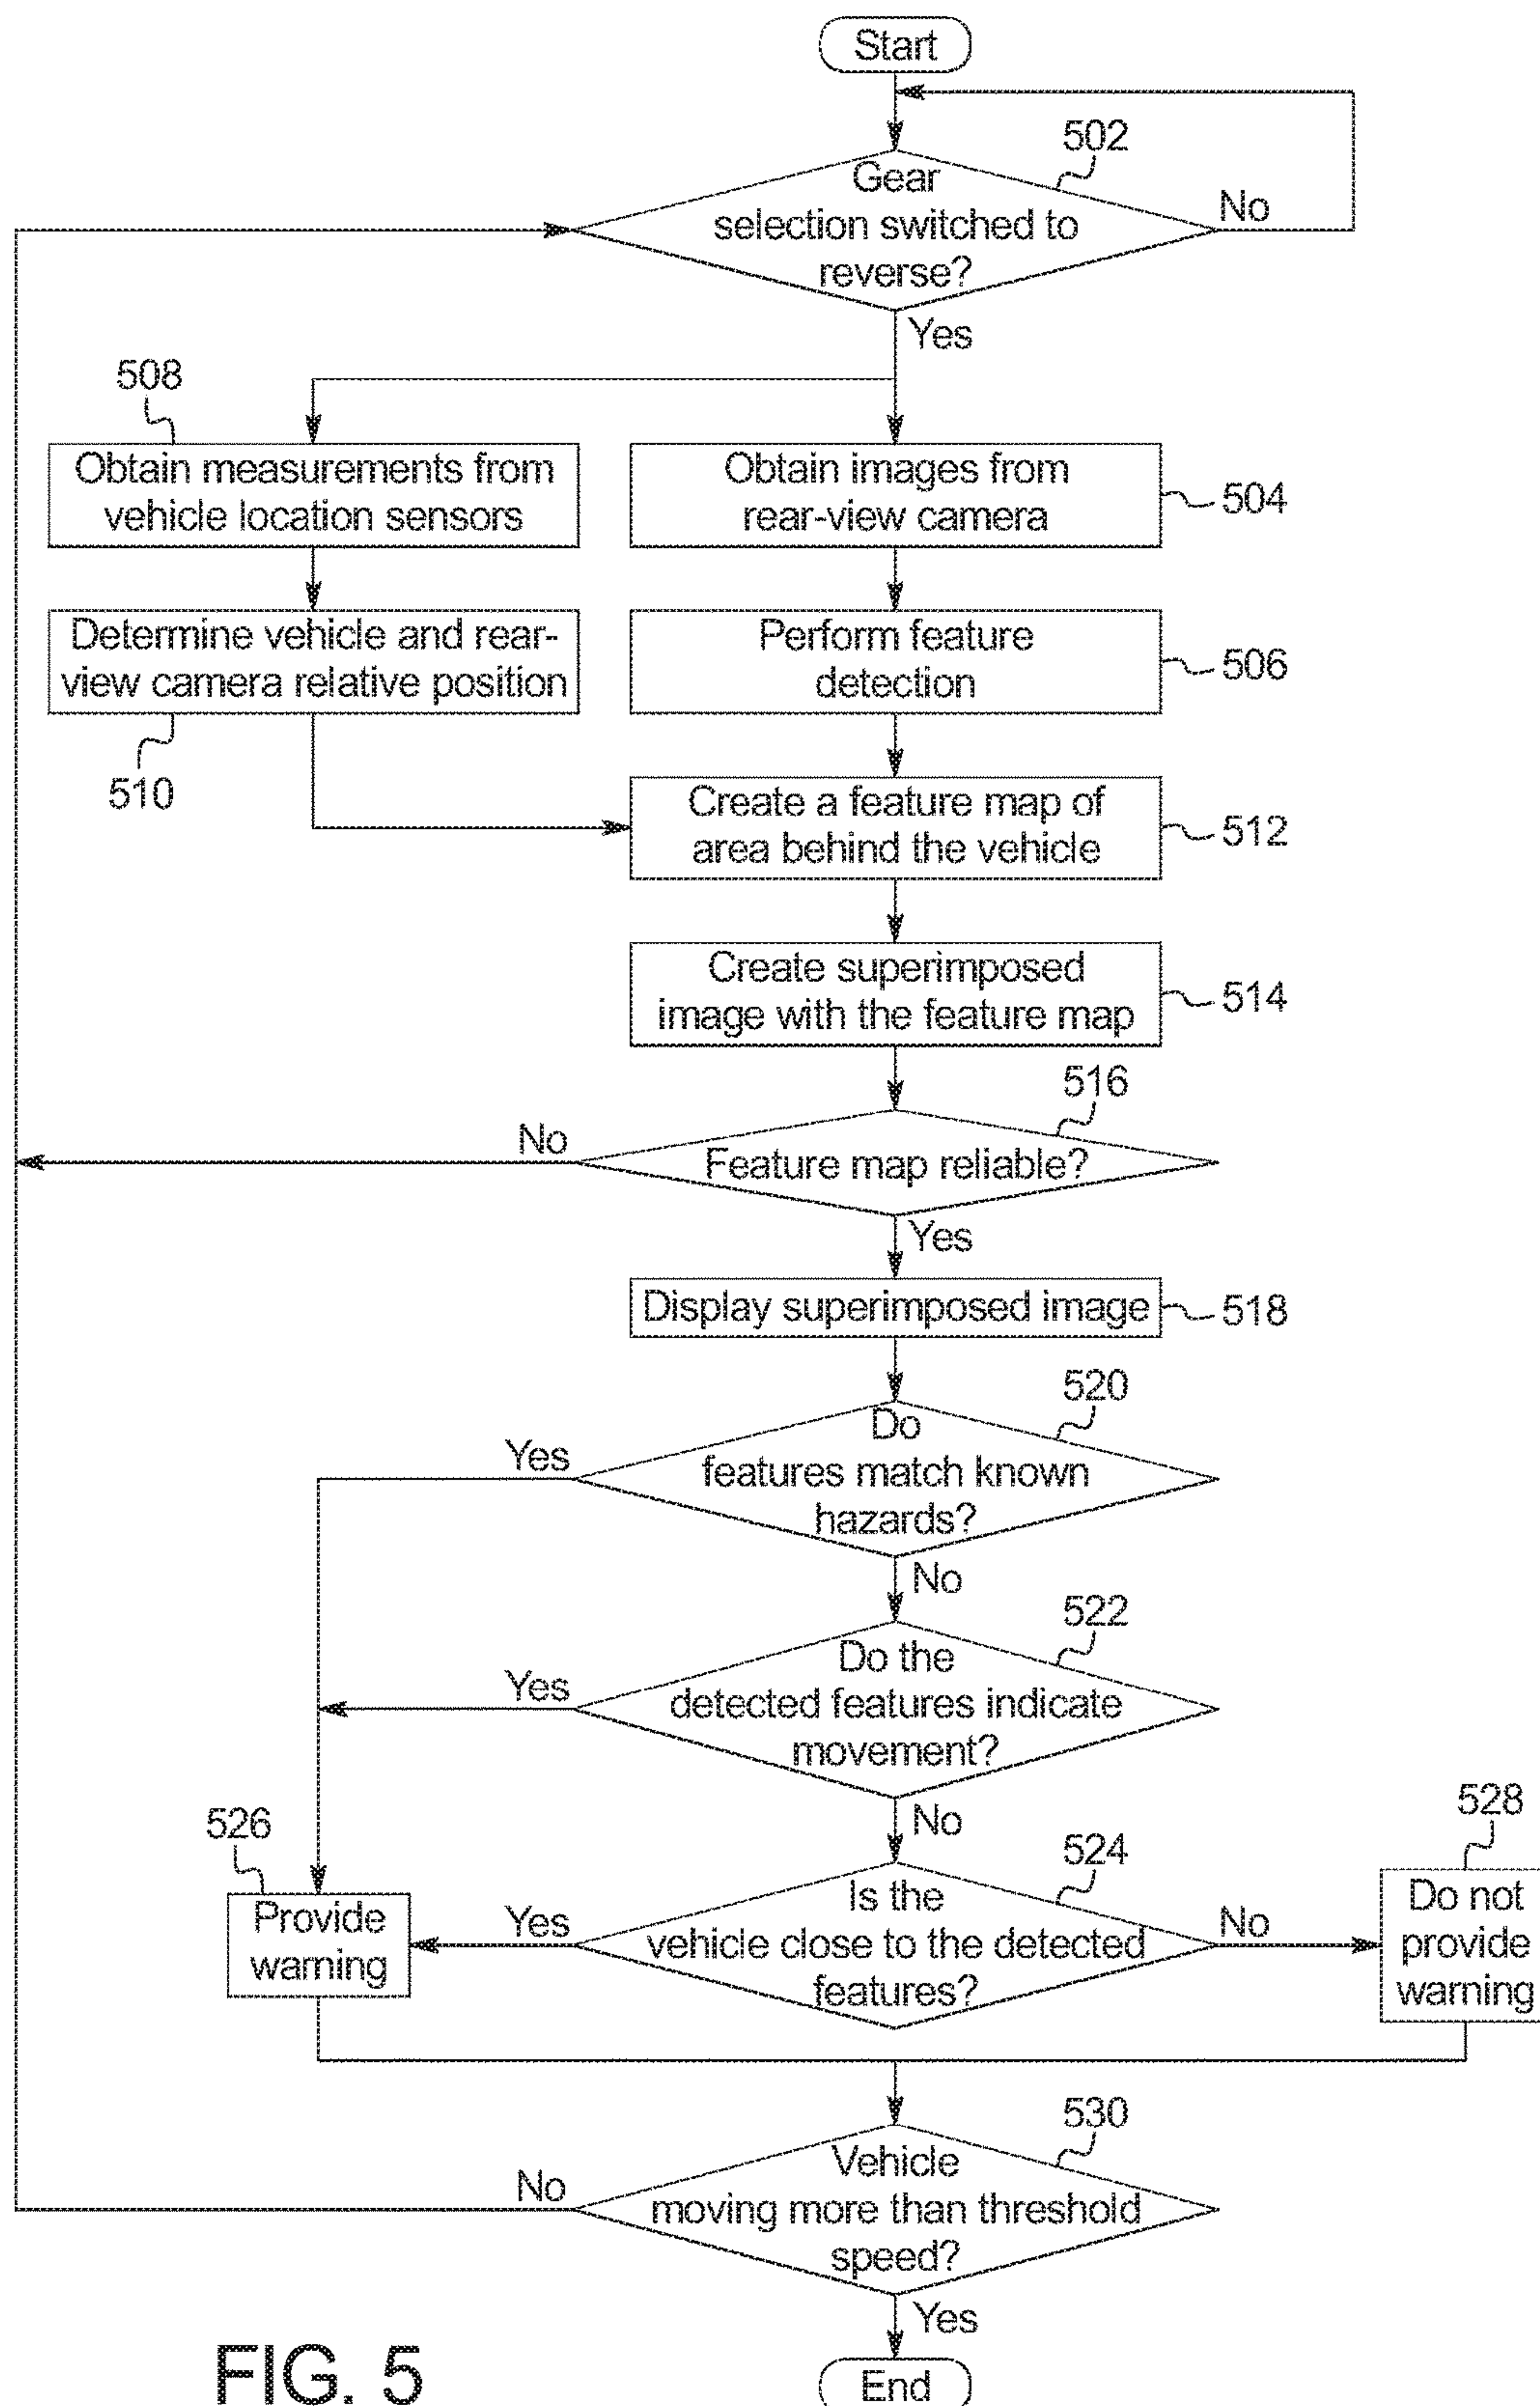 Start
502
Gear
selection switched to
reverse?
No
Yes
508
Obtain measurements from
vehicle location sensors
Obtain images from
rear-view camera
504
Determine vehicle and rear-
view camera relative position
510
Perform feature
detection
506
Create a feature map of
area behind the vehicle
512
Create superimposed
image with the feature map
514
516
No
Feature map reliable?
Yes
Display superimposed image
518
520
Yes
Do
features match known
hazards?
No
522
Yes
Do the
detected features indicate
movement?
No
526
Provide
warning
524
Yes
Is the
vehicle close to the detected
features?
No
528
Do not
provide
warning
530
No
Vehicle
moving more than threshold
speed?
Yes
End
FIG. 5